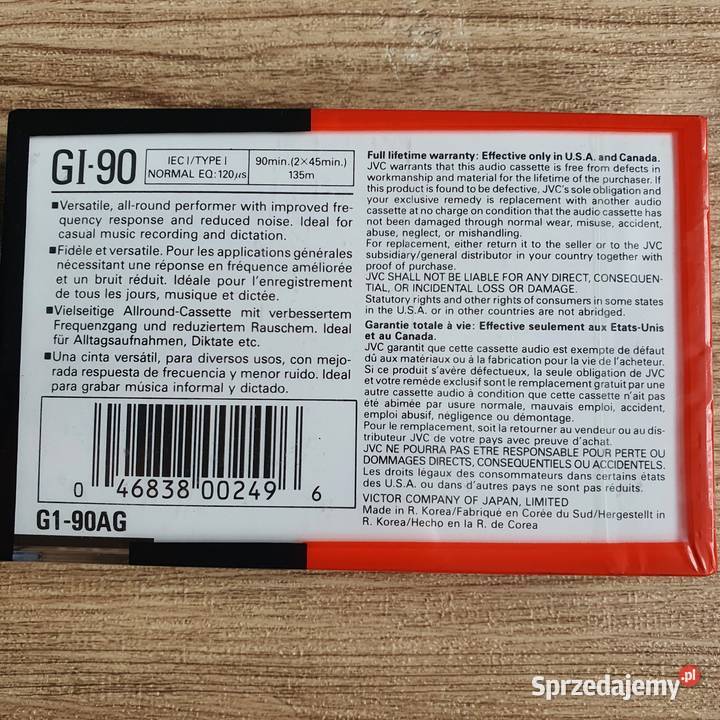 GI-90
IEC I/TYPE I
NORMAL EQ: 120μs
90min.(2×45min.)
135m
■Versatile, all-round performer with improved fre-
quency response and reduced noise. Ideal for
casual music recording and dictation.
■Fidèle et versatile. Pour les applications générales
nécessitant une réponse en fréquence améliorée
et un bruit réduit. Idéale pour l'enregistrement
de tous les jours, musique et dictée.
■Vielseitige Allround-Cassette mit verbessertem
Frequenzgang und reduziertem Rauschem. Ideal
für Alltagsaufnahmen, Diktate etc.
■Una cinta versátil, para diversos usos, con mejo-
rada respuesta de frecuencia y menor ruido. Ideal
para grabar música informal y dictado.
0 46838 00249 6
G1-90AG
Full lifetime warranty: Effective only in U.S.A. and Canada.
JVC warrants that this audio cassette is free from defects in
workmanship and material for the lifetime of the purchaser. If
this product is found to be defective, JVC's sole obligation and
your exclusive remedy is replacement with another audio
cassette at no charge on condition that the audio cassette has
not been damaged through normal wear, misuse, accident,
abuse, neglect, or mishandling.
For replacement, either return it to the seller or to the JVC
subsidiary/general distributor in your country together with
proof of purchase.
JVC SHALL NOT BE LIABLE FOR ANY DIRECT, CONSEQUEN-
TIAL, OR INCIDENTAL LOSS OR DAMAGE.
Statutory rights and other rights of consumers in some states
in the U.S.A. or in other countries are not abridged.
Garantie totale à vie: Effective seulement aux Etats-Unis
et au Canada.
JVC garantit que cette cassette audio est exempte de défaut
dû aux matériaux ou à la fabrication pour la vie de l'acheteur.
Si ce produit s'avère défectueux, la seule obligation de JVC
et votre reméde exclusif sont le remplacement gratuit par une
autre cassette audio à condition que cette cassette n'ait pas
été abimée par usure normale, mauvais emploi, accident,
emploi abusif, négligence ou démontage.
Pour le remplacement, soit la retourner au vendeur ou au dis-
tributeur JVC de votre pays avec preuve d'achat.
JVC NE POURRA PAS ETRE RESPONSIBLE POUR PERTE OU
DOMMAGES DIRECTS, CONSEQUENTIELS OU ACCIDENTELS.
Les droits légaux des consommateurs dans certains états
des U.S.A. ou dans d'autres pays ne sont pas réduits.
VICTOR COMPANY OF JAPAN, LIMITED
Made in R. Korea/Fabriqué en Corée du Sud/Hergestellt in
R. Korea/Hecho en la R. de Corea
Sprzedajemy.pl